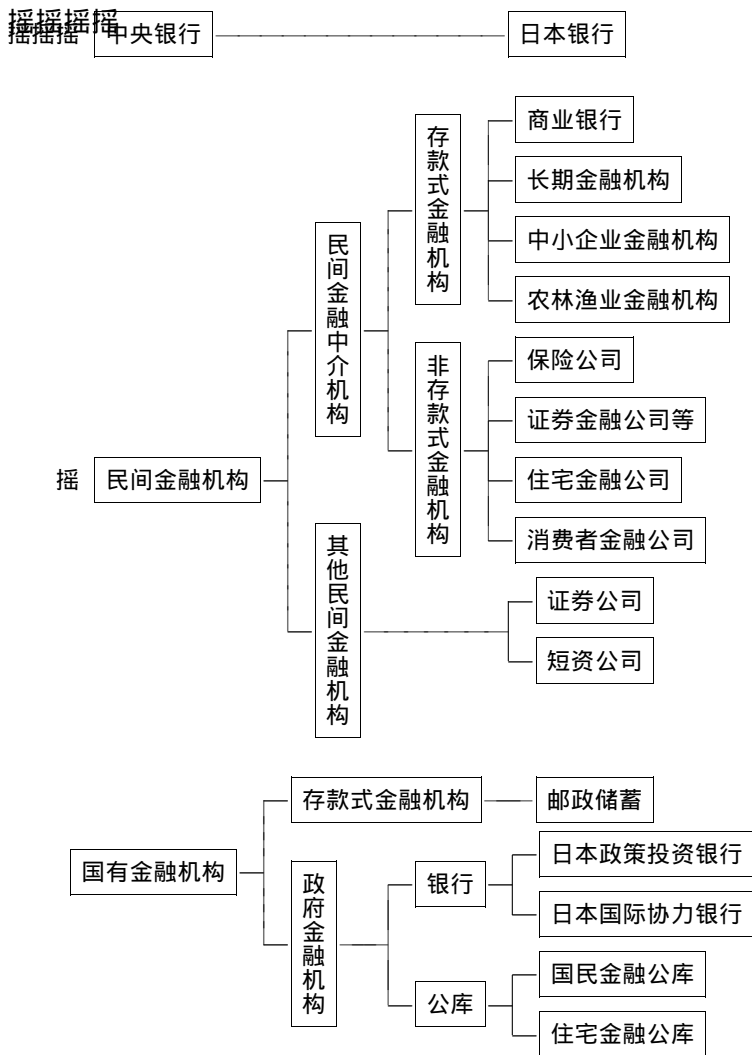 摇摇摇摇
摇摇摇 中央银行 日本银行
商业银行
存款式金融机构
长期金融机构
中小企业金融机构
民间金融中介机构
农林渔业金融机构
保险公司
非存款式金融机构
证券金融公司等
摇 民间金融机构
住宅金融公司
消费者金融公司
其他民间金融机构
证券公司
短资公司
存款式金融机构 邮政储蓄
国有金融机构
日本政策投资银行
银行
政府金融机构
日本国际协力银行
国民金融公库
公库
住宅金融公库